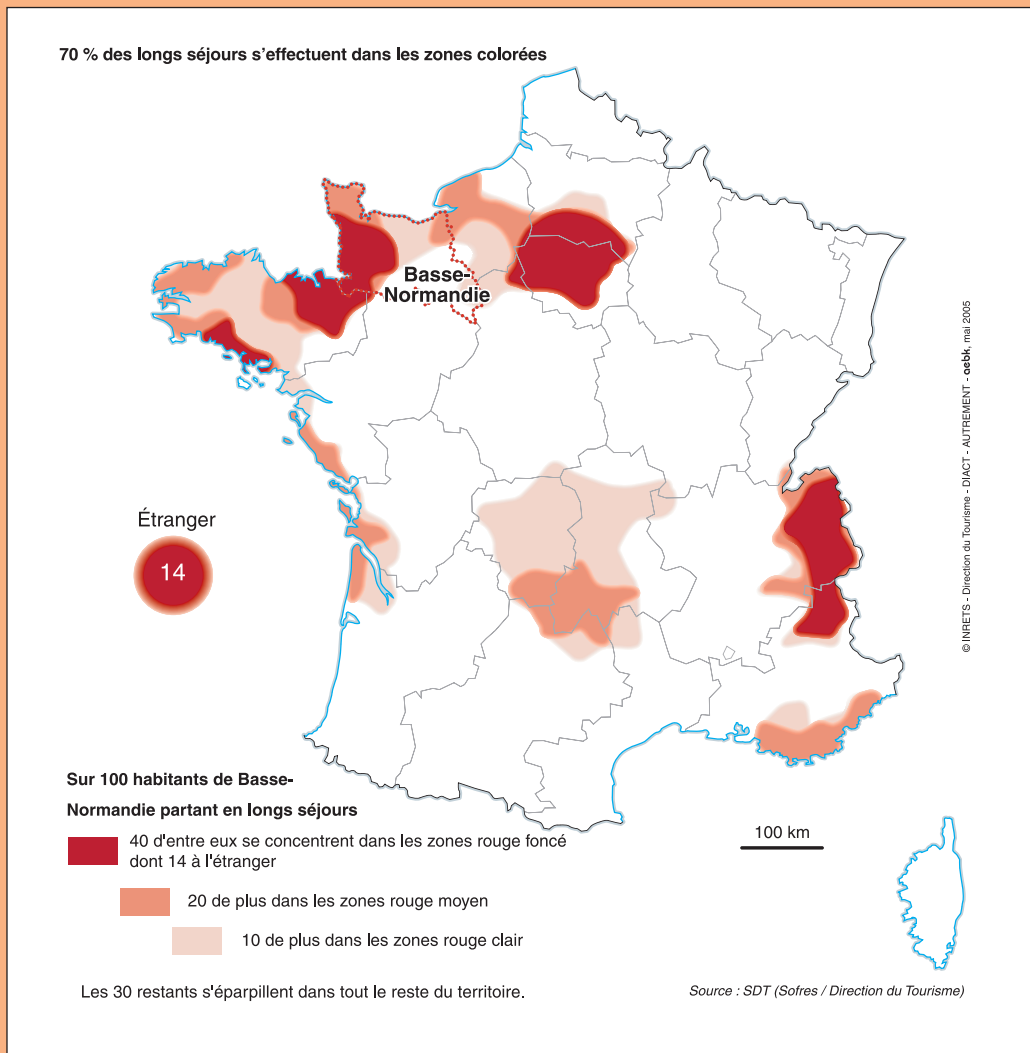 70 % des longs séjours s'effectuent dans les zones colorées
Basse-
Normandie
Étranger
14
© INRETS - Direction du Tourisme - DIACT - AUTREMENT - aebk, mai 2005
Sur 100 habitants de Basse-
Normandie partant en longs séjours
40 d'entre eux se concentrent dans les zones rouge foncé
dont 14 à l'étranger
20 de plus dans les zones rouge moyen
10 de plus dans les zones rouge clair
Les 30 restants s'éparpillent dans tout le reste du territoire.
100 km
Source : SDT (Sofres / Direction du Tourisme)